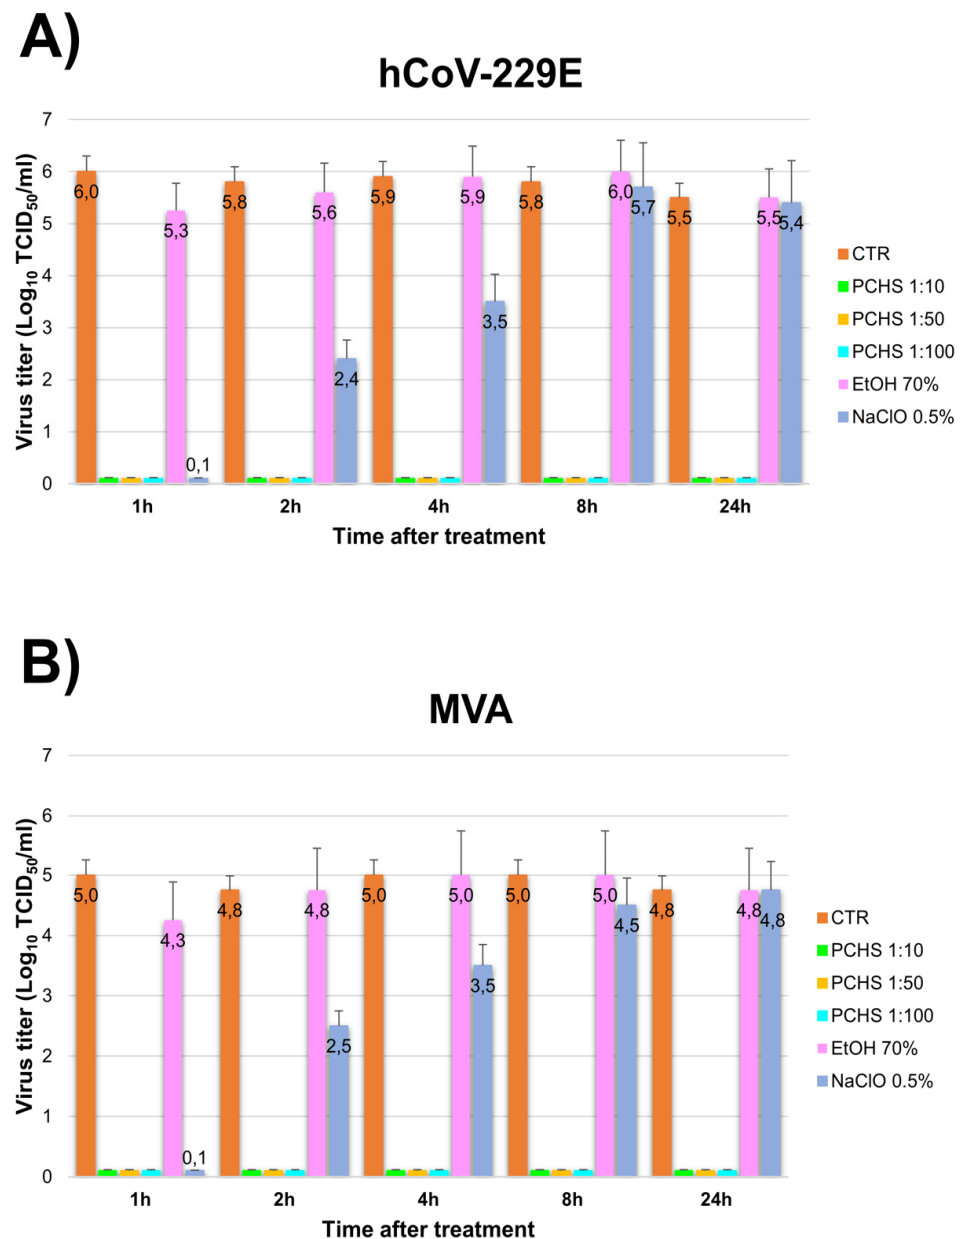 A)
hCoV-229E
Virus titer (Log₁₀ TCID₅₀/ml)
7
6
5
4
3
2
1
0
6,0
5,3
0,1
5,8
5,6
2,4
5,9
5,9
3,5
5,8
6,0
5,7
5,5
5,5
5,4
1h 2h 4h 8h 24h
Time after treatment
CTR
PCHS 1:10
PCHS 1:50
PCHS 1:100
EtOH 70%
NaClO 0.5%
B)
MVA
Virus titer (Log₁₀ TCID₅₀/ml)
7
6
5
4
3
2
1
0
5,0
4,3
0,1
4,8
4,8
2,5
5,0
5,0
3,5
5,0
5,0
4,5
4,8
4,8
4,8
1h 2h 4h 8h 24h
Time after treatment
CTR
PCHS 1:10
PCHS 1:50
PCHS 1:100
EtOH 70%
NaClO 0.5%